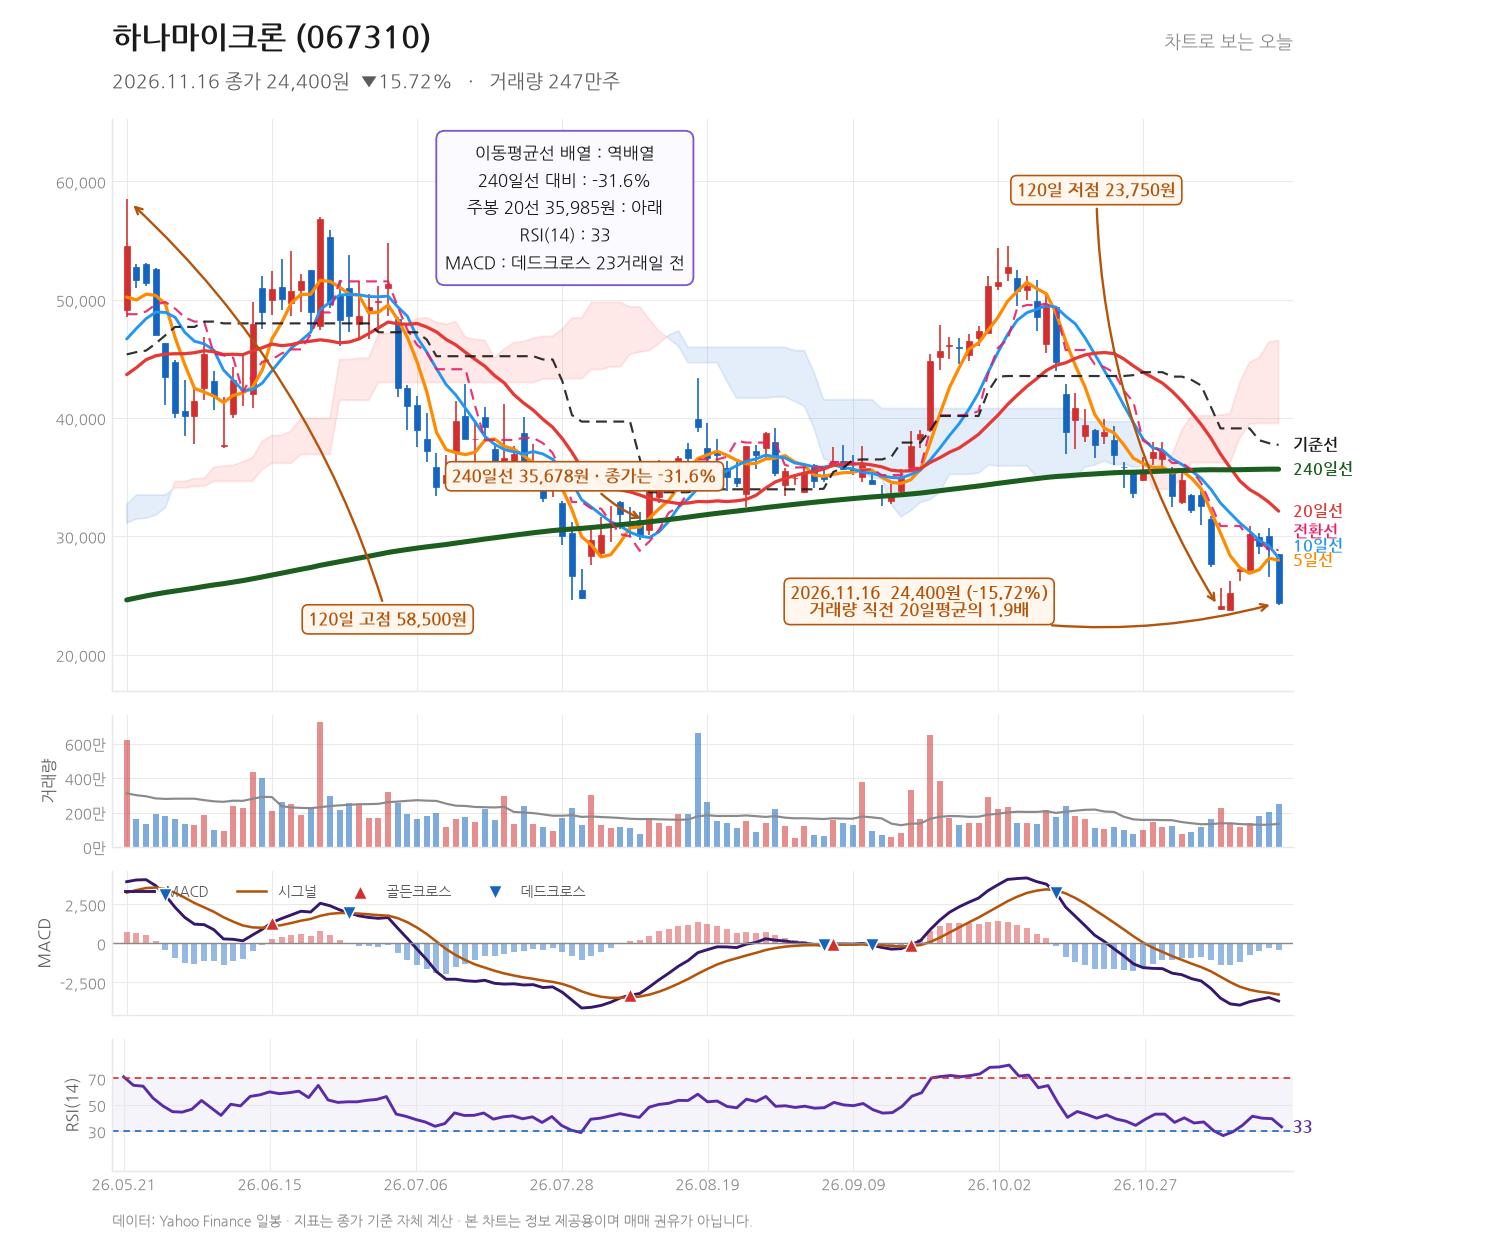 하나마이크론 (067310)
차트로 보는 오늘
2026.11.16 종가 24,400원 ▼15.72% · 거래량 247만주
이동평균선 배열 : 역배열
240일선 대비 : -31.6%
주봉 20선 35,985원 : 아래
RSI(14) : 33
MACD : 데드크로스 23거래일 전
120일 저점 23,750원
240일선 35,678원 · 종가는 -31.6%
2026.11.16 24,400원 (-15.72%)
거래량 직전 20일평균의 1.9배
120일 고점 58,500원
60,000
50,000
40,000
30,000
20,000
기준선
240일선
20일선
전환선
10일선
5일선
거래량
600만
400만
200만
0만
MACD
MACD
시그널
골든크로스
데드크로스
2,500
0
-2,500
RSI(14)
70
50
30
33
26.05.21
26.06.15
26.07.06
26.07.28
26.08.19
26.09.09
26.10.02
26.10.27
데이터: Yahoo Finance 일봉 · 지표는 종가 기준 자체 계산 · 본 차트는 정보 제공용이며 매매 권유가 아닙니다.